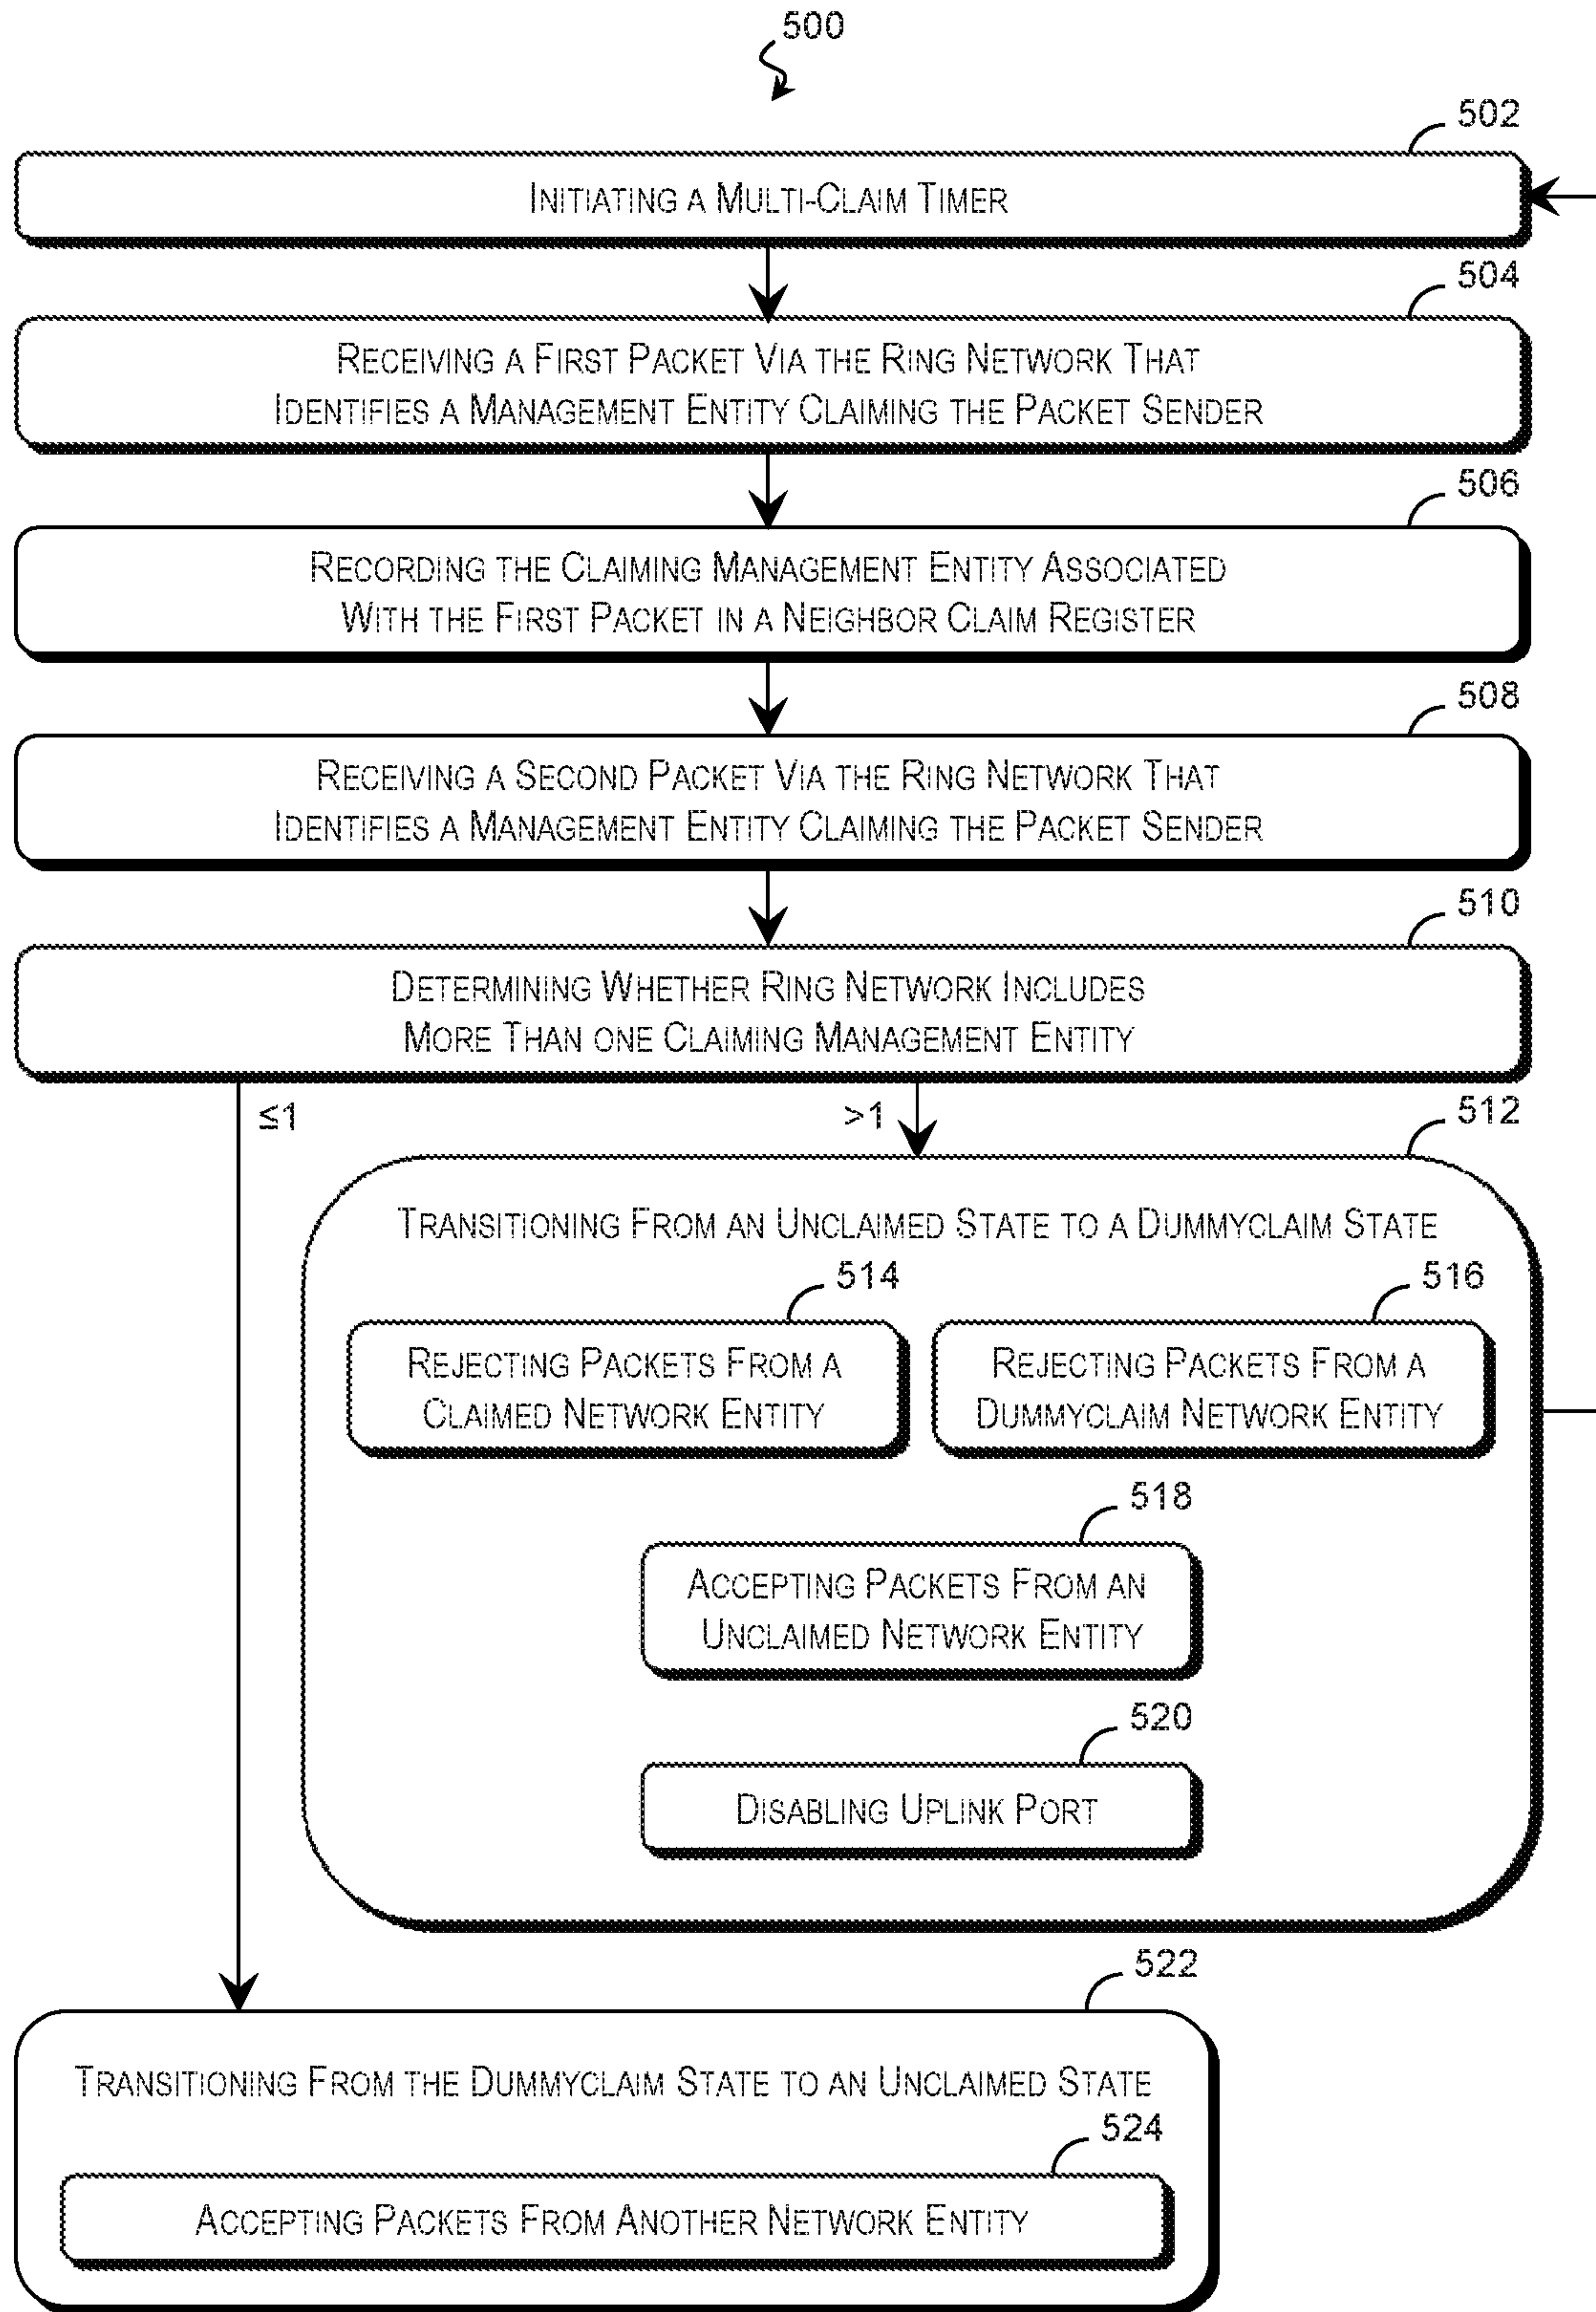 500
502
INITIATING A MULTI-CLAIM TIMER
504
RECEIVING A FIRST PACKET VIA THE RING NETWORK THAT
IDENTIFIES A MANAGEMENT ENTITY CLAIMING THE PACKET SENDER
506
RECORDING THE CLAIMING MANAGEMENT ENTITY ASSOCIATED
WITH THE FIRST PACKET IN A NEIGHBOR CLAIM REGISTER
508
RECEIVING A SECOND PACKET VIA THE RING NETWORK THAT
IDENTIFIES A MANAGEMENT ENTITY CLAIMING THE PACKET SENDER
510
DETERMINING WHETHER RING NETWORK INCLUDES
MORE THAN ONE CLAIMING MANAGEMENT ENTITY
≤1
>1
512
TRANSITIONING FROM AN UNCLAIMED STATE TO A DUMMYCLAIM STATE
514
REJECTING PACKETS FROM A
CLAIMED NETWORK ENTITY
516
REJECTING PACKETS FROM A
DUMMYCLAIM NETWORK ENTITY
518
ACCEPTING PACKETS FROM AN
UNCLAIMED NETWORK ENTITY
520
DISABLING UPLINK PORT
522
TRANSITIONING FROM THE DUMMYCLAIM STATE TO AN UNCLAIMED STATE
524
ACCEPTING PACKETS FROM ANOTHER NETWORK ENTITY